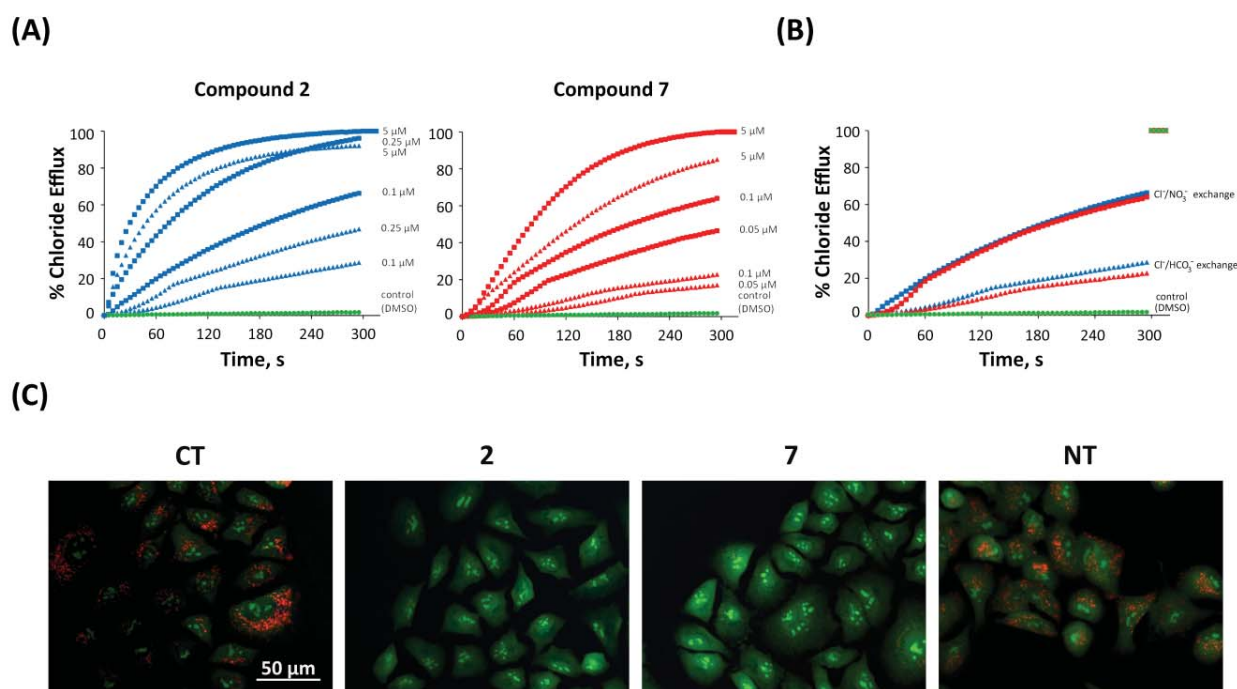 (A)
(B)
Compound 2
Compound 7
% Chloride Efflux
100
80
60
40
20
0
5 µM
0.25 µM
5 µM
0.1 µM
0.25 µM
0.1 µM
control
(DMSO)
0 60 120 180 240 300
Time, s
100
80
60
40
20
0
5 µM
5 µM
0.1 µM
0.05 µM
0.1 µM
0.05 µM
control
(DMSO)
0 60 120 180 240 300
Time, s
% Chloride Efflux
100
80
60
40
20
0
Cl⁻/NO₃⁻ exchange
Cl⁻/HCO₃⁻ exchange
control
(DMSO)
0 60 120 180 240 300
Time, s
(C)
CT 2 7 NT
50 µm